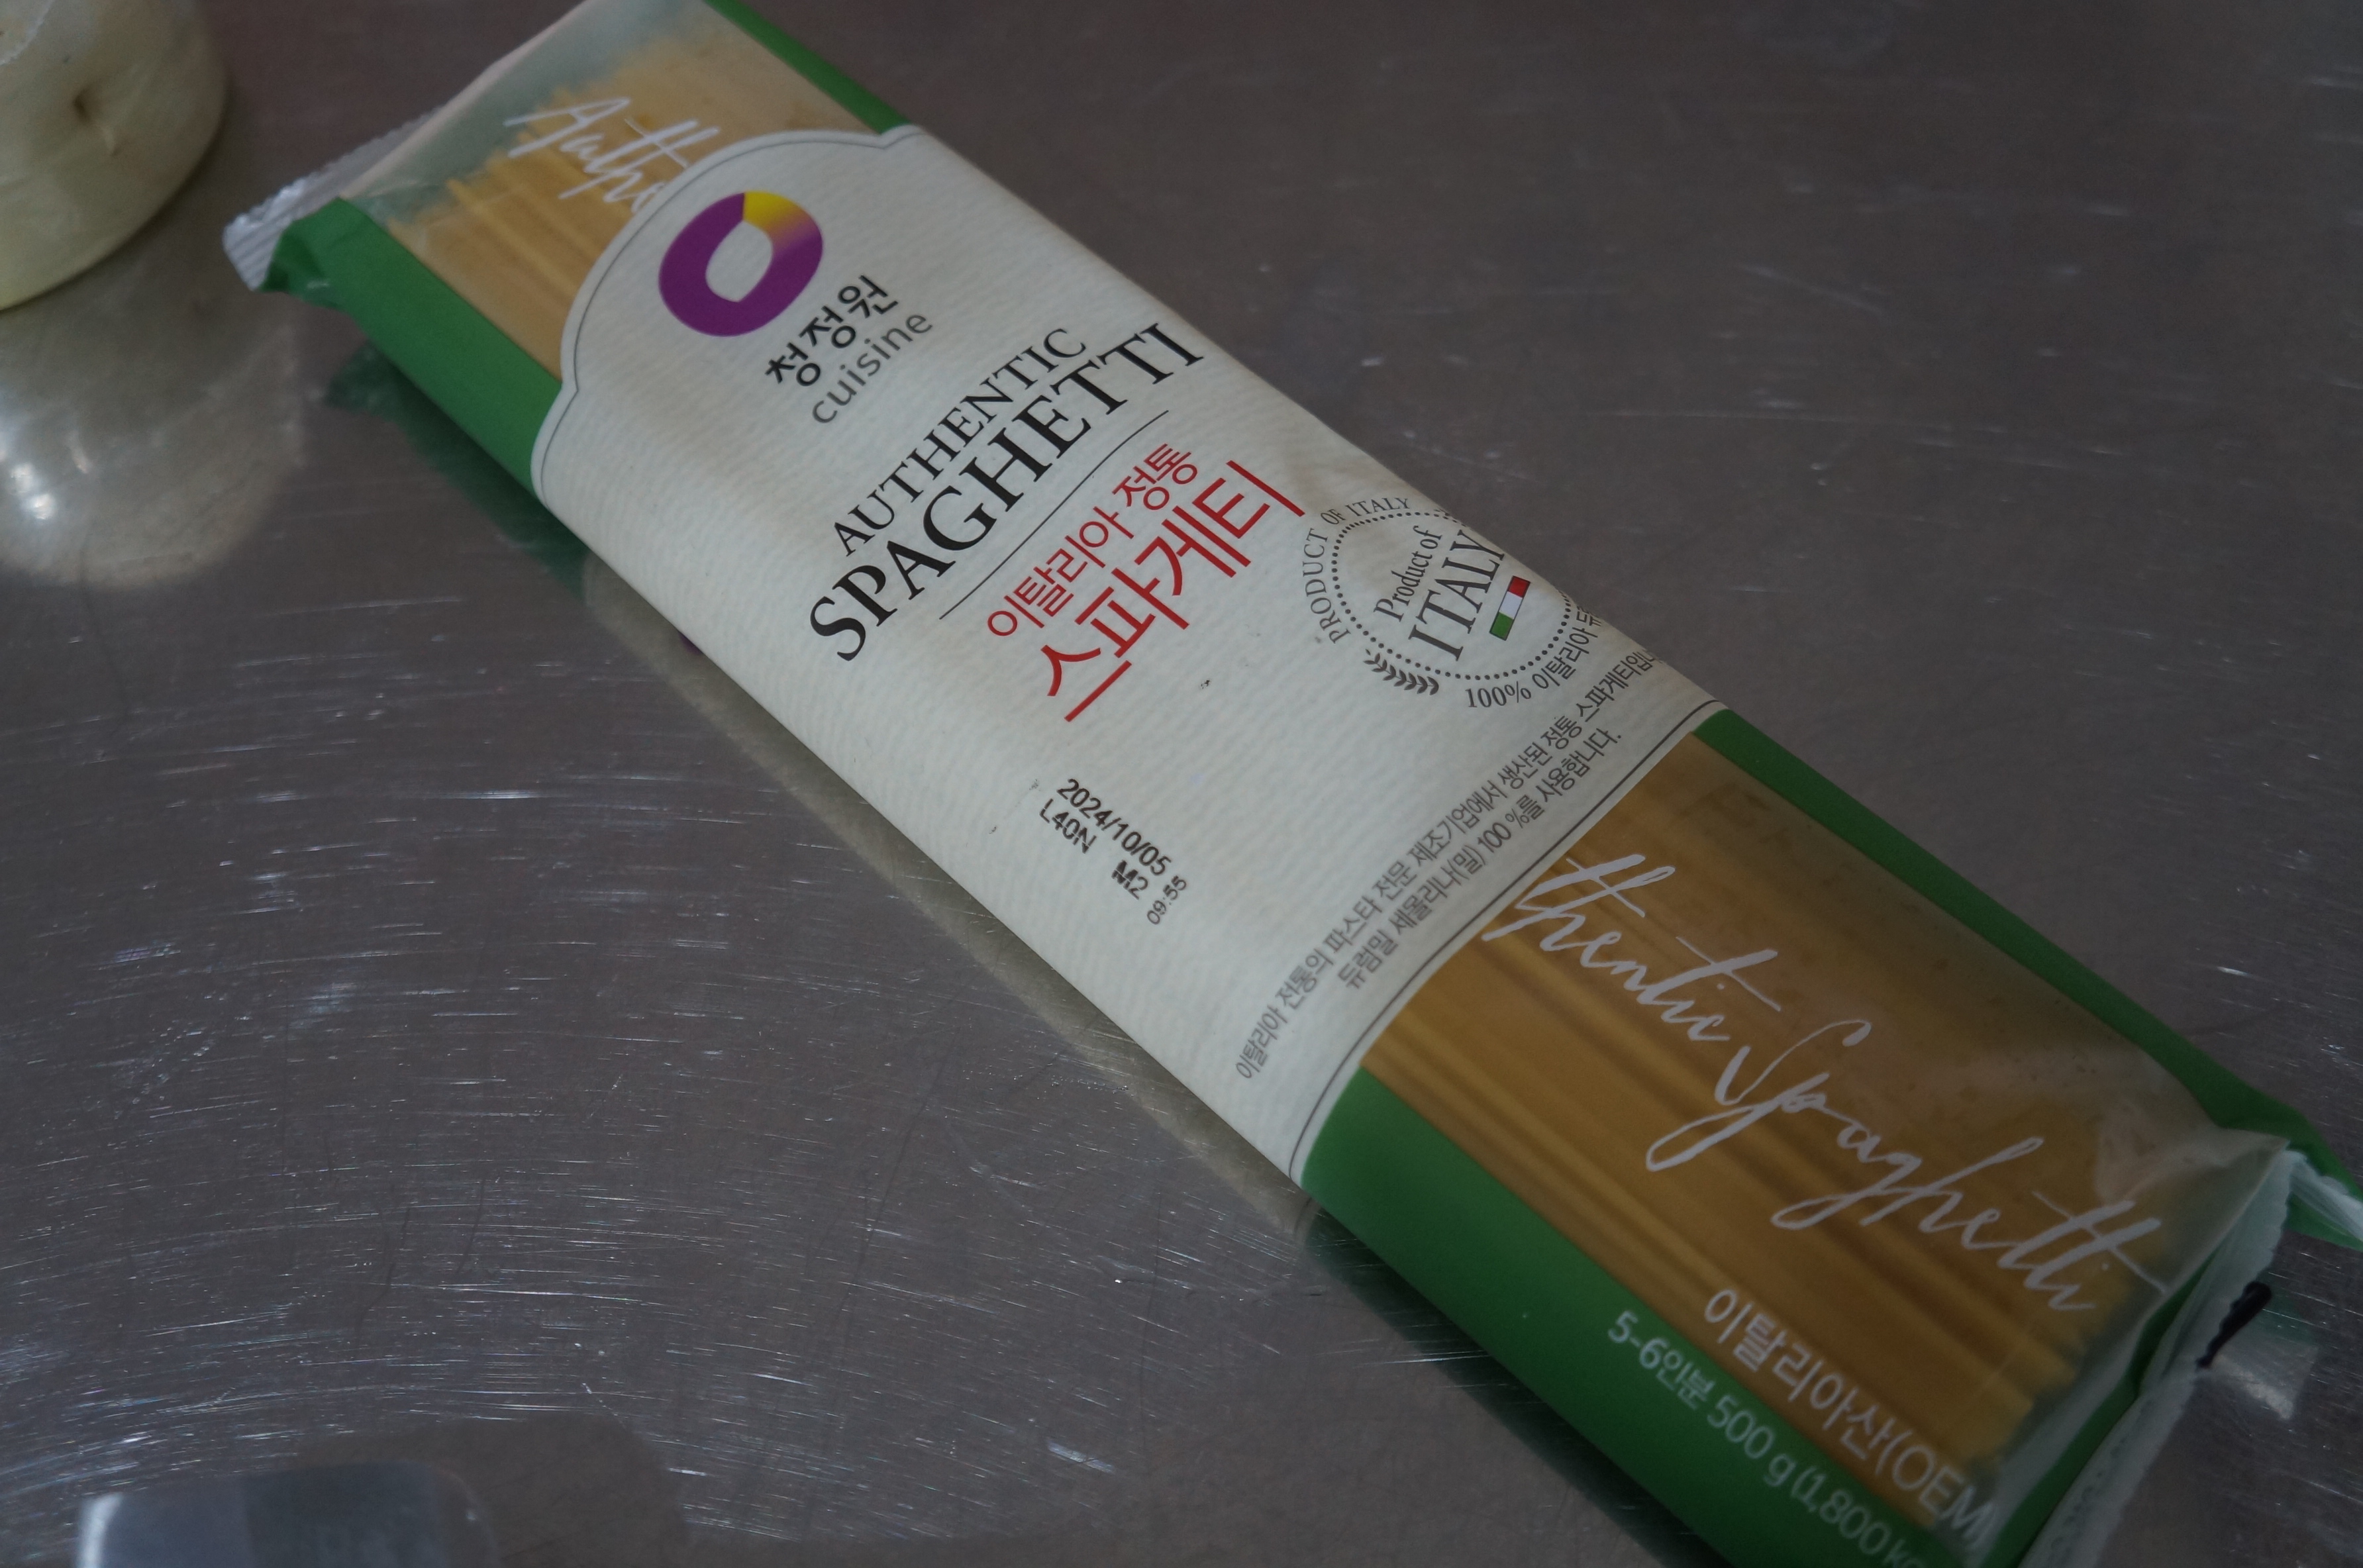 청정원
cuisine
AUTHENTIC
SPAGHETTI
이탈리아 정통
스파게티
PRODUCT OF ITALY
Product of
ITALY
100% 이탈리아
2024/10/05
L40N M2
09:55
이탈리아 전통의 파스타 전문 제조기업에서 생산된 정통 스파게티입니
듀럼밀 세몰리나(밀) 100 %를 사용합니다.
thentic Spaghetti
이탈리아산(OEM)
5-6인분 500 g (1,800 kc